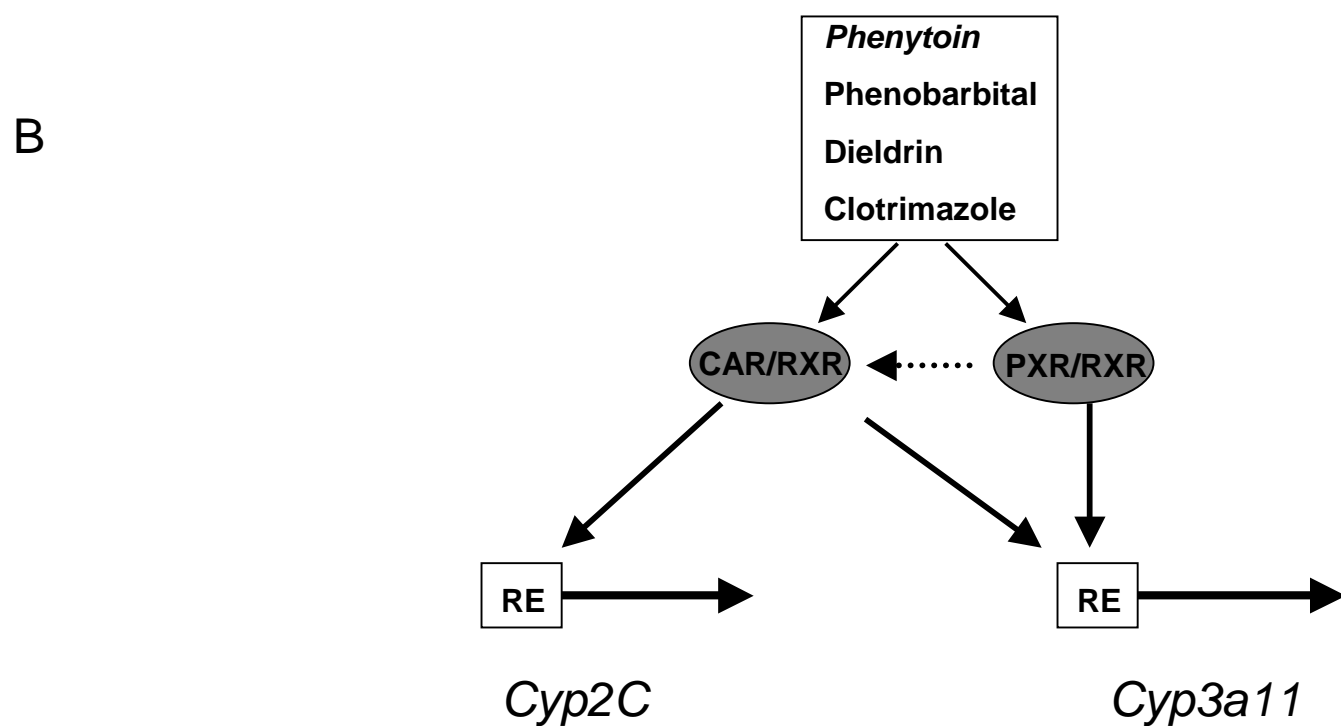 B
Phenytoin
Phenobarbital
Dieldrin
Clotrimazole
CAR/RXR
PXR/RXR
RE
RE
Cyp2C
Cyp3a11